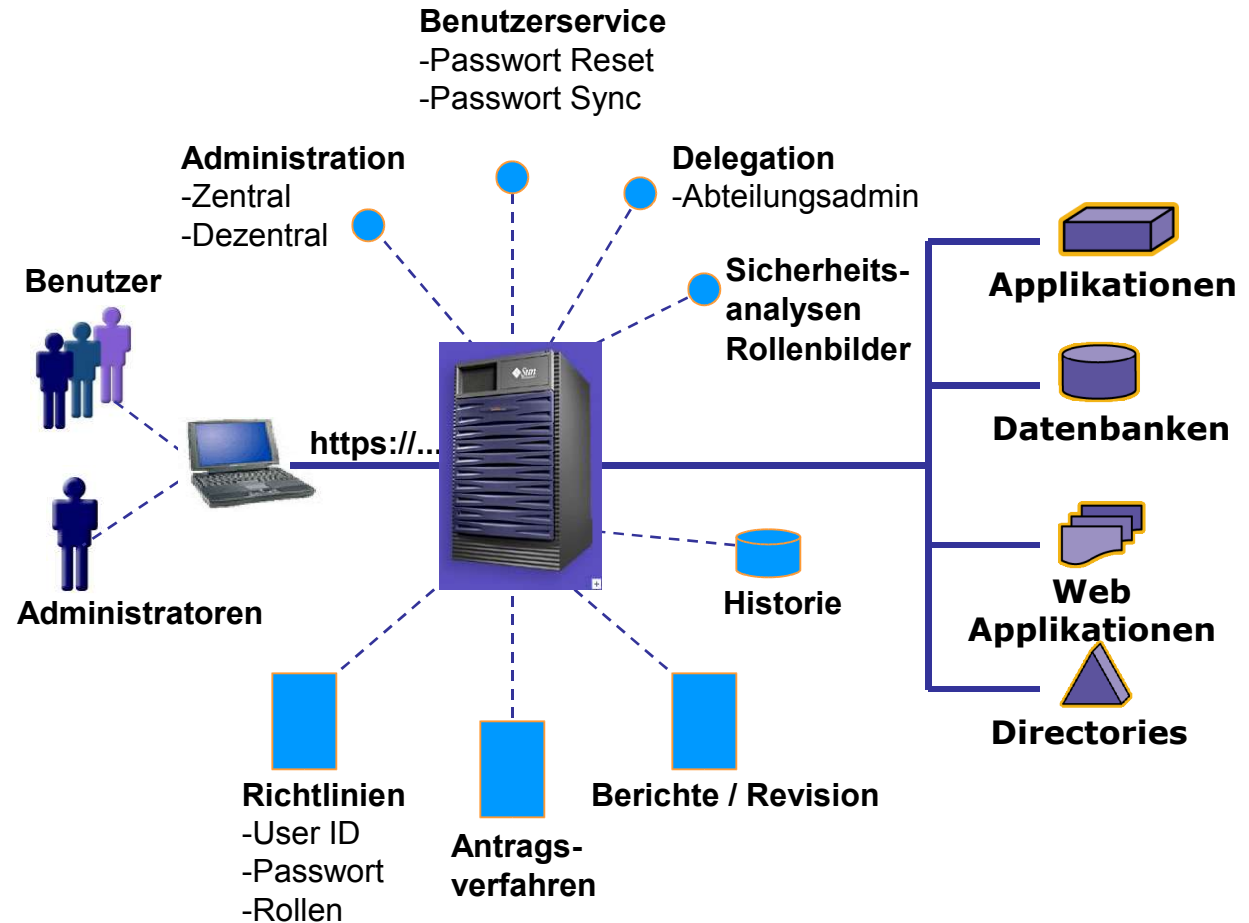 Benutzerservice
-Passwort Reset
-Passwort Sync
Administration
-Zentral
-Dezentral
Delegation
-Abteilungsadmin
Benutzer
Sicherheits-
analysen
Rollenbilder
Applikationen
Sun
https://...
Datenbanken
Administratoren
Historie
Web
Applikationen
Directories
Richtlinien
-User ID
-Passwort
-Rollen
Antrags-
verfahren
Berichte / Revision